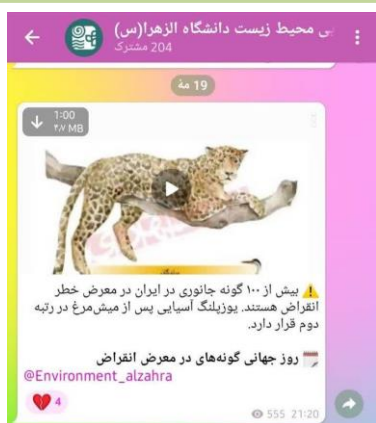 ی محیط زیست دانشگاه الزهرا(س)
204 مشترک
19 مهٔ
1:00
۲٫۷ MB
⚠️ بیش از ۱۰۰ گونه جانوری در ایران در معرض خطر
انقراض هستند. یوزپلنگ آسیایی پس از میش‌مرغ در رتبه
دوم قرار دارد.
🗓 روز جهانی گونه‌های در معرض انقراض
@Environment_alzahra
💔 4
555 21:20